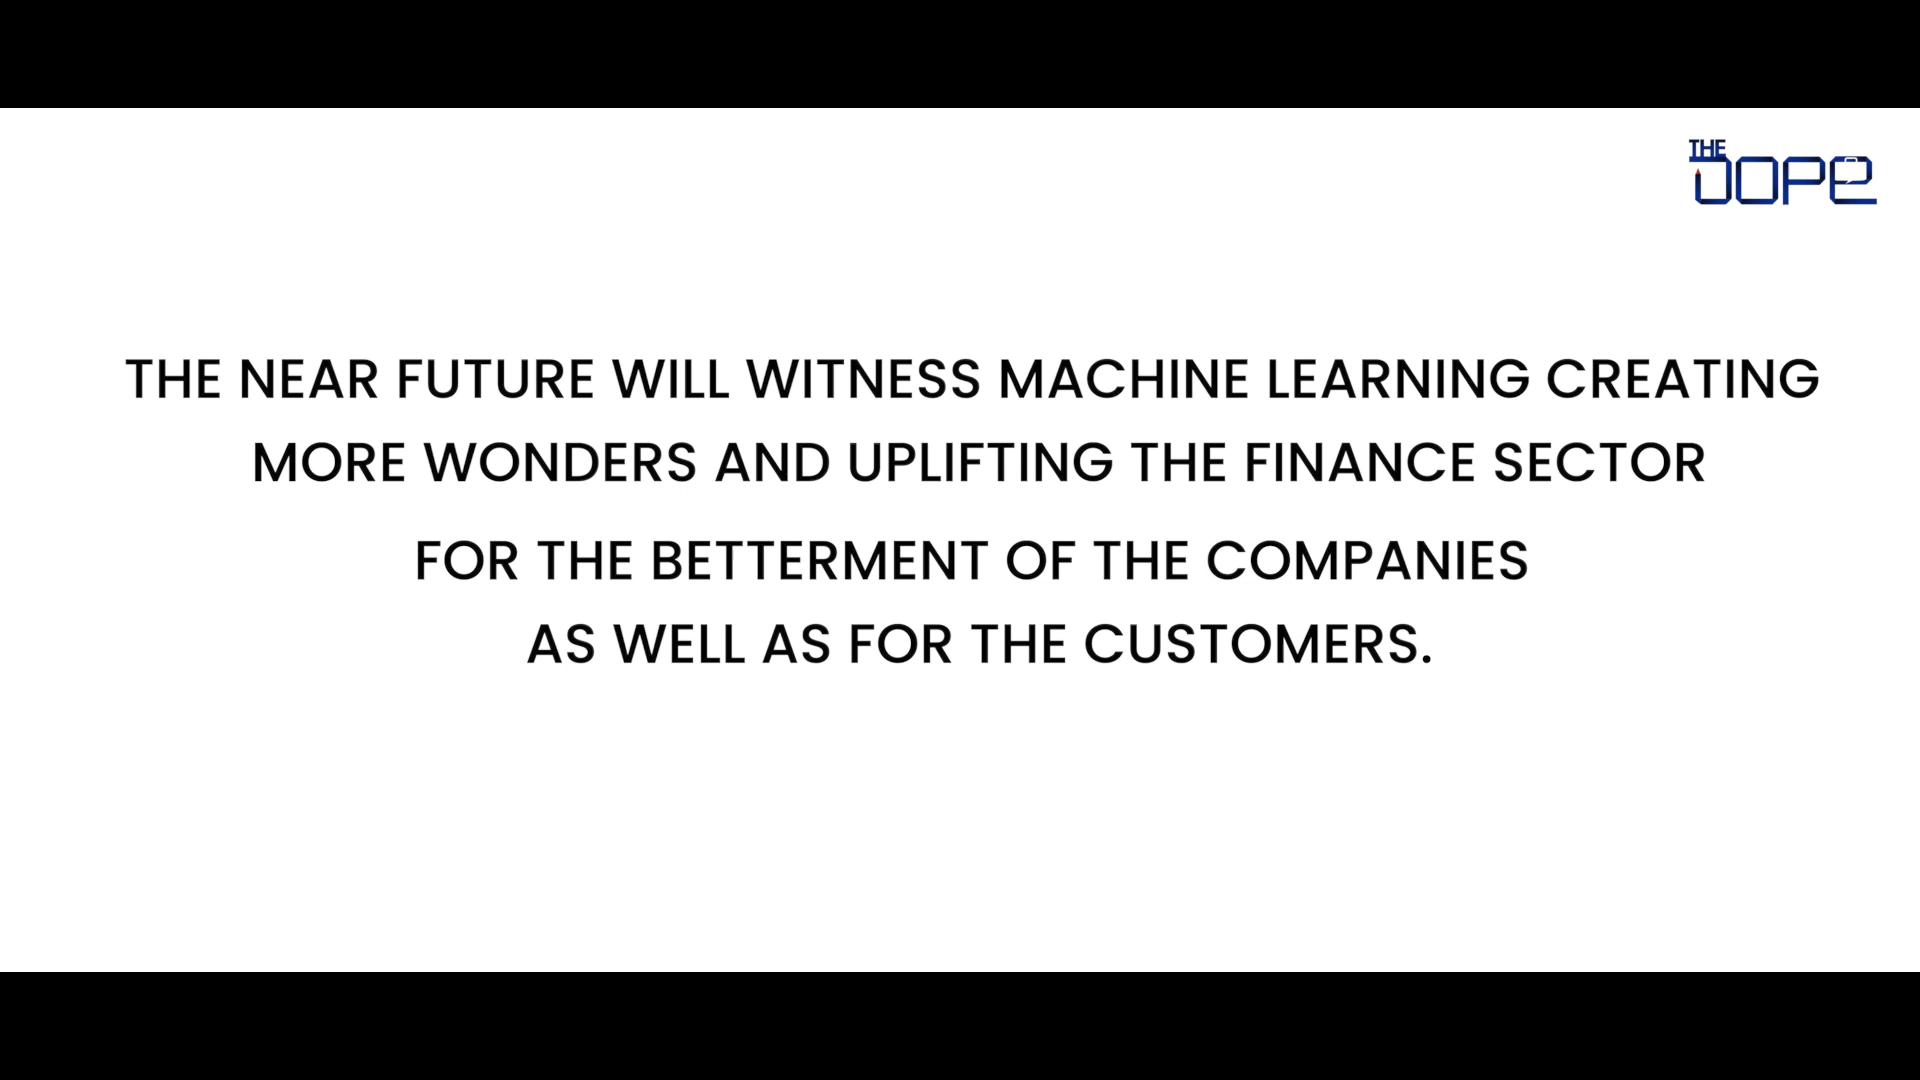 THE
DOPE
THE NEAR FUTURE WILL WITNESS MACHINE LEARNING CREATING
MORE WONDERS AND UPLIFTING THE FINANCE SECTOR
FOR THE BETTERMENT OF THE COMPANIES
AS WELL AS FOR THE CUSTOMERS.